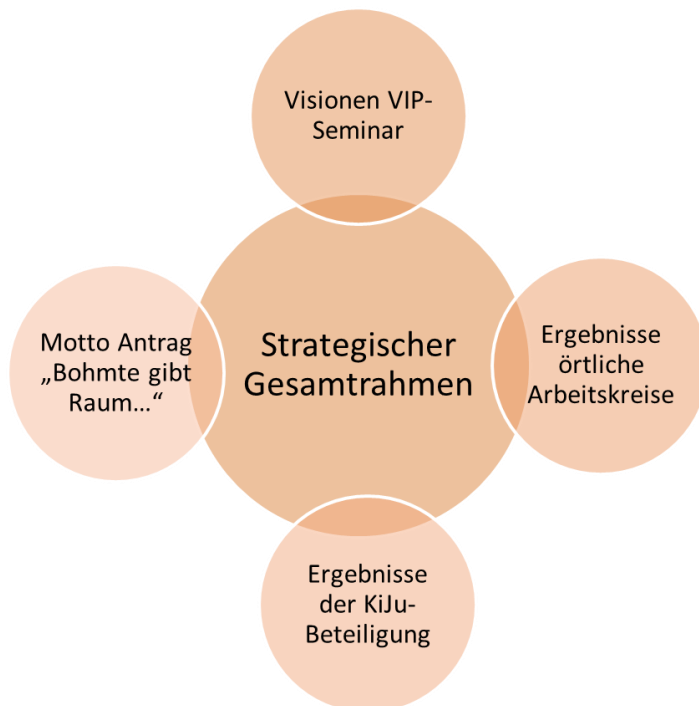 Visionen VIP-
Seminar
Motto Antrag
„Bohmte gibt
Raum...“
Strategischer
Gesamtrahmen
Ergebnisse
örtliche
Arbeitskreise
Ergebnisse
der KiJu-
Beteiligung